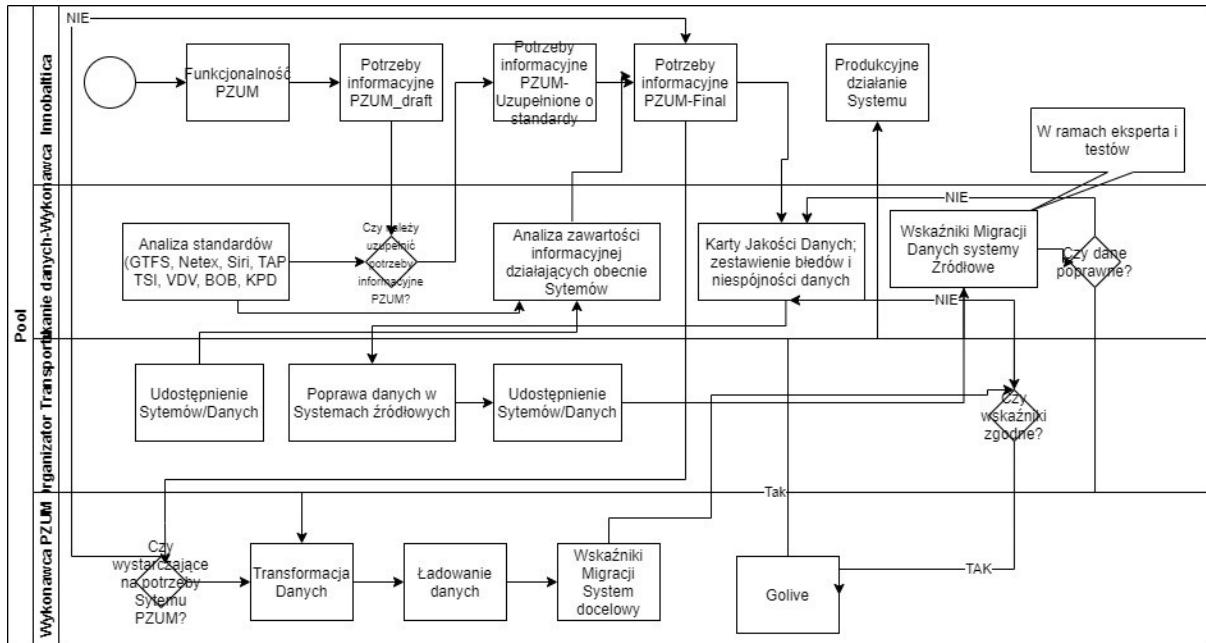 Pool
Innobaltica
NIE
Funkcjonalność
PZUM
Potrzeby
informacyjne
PZUM_draft
Potrzeby
informacyjne
PZUM-
Uzupełnione o
standardy
Potrzeby
informacyjne
PZUM-Final
Produkcyjne
działanie
Systemu
W ramach eksperta i
testów
danych-Wykonawca
Analiza standardów
(GTFS, Netex, Siri, TAP
TSI, VDV, BOB, KPD
Czy należy
uzupełnić
potrzeby
informacyjne PZUM?
Analiza zawartości
informacyjnej
działających obecnie
Sytemów
Karty Jakości Danych;
zestawienie błedów i
niespójności danych
NIE
Wskaźniki Migracji
Danych systemy
Żródłowe
Czy dane
poprawne?
NIE
Organizator
Udostępnienie
Sytemów/Danych
Poprawa danych w
Systemach źródłowych
Udostępnienie
Sytemów/Danych
Czy
wskaźniki
zgodne?
Tak
Wykonawca PZUM
Czy
wystarczające
na potrzeby
Sytemu
PZUM?
Transformacja
Danych
Ładowanie
danych
Wskaźniki
Migracji
System
docelowy
Golive
TAK